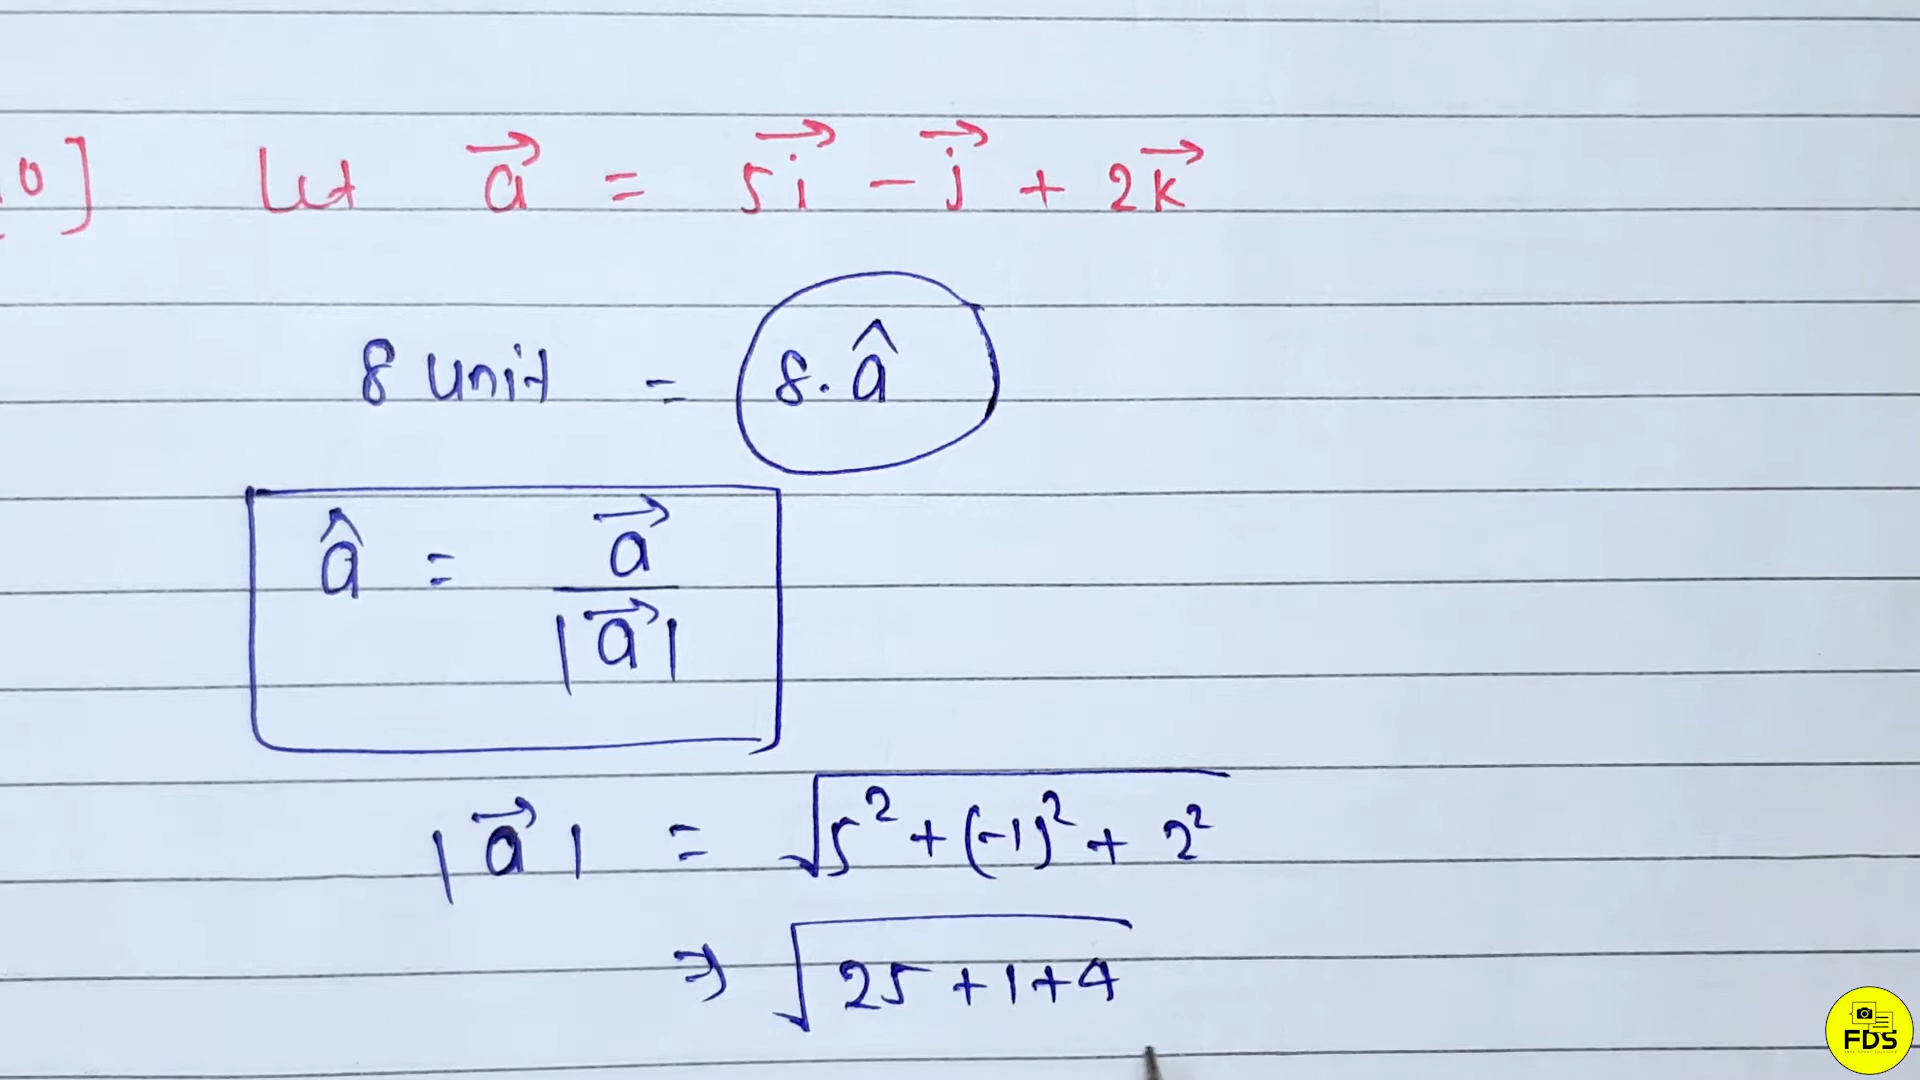 0] Let a⃗ = 5i⃗ - j⃗ + 2k⃗
8 unit = 8.â
â = a⃗ / |a⃗|
|a⃗| = √5² + (-1)² + 2²
⇒ √25 + 1 + 4
FDS